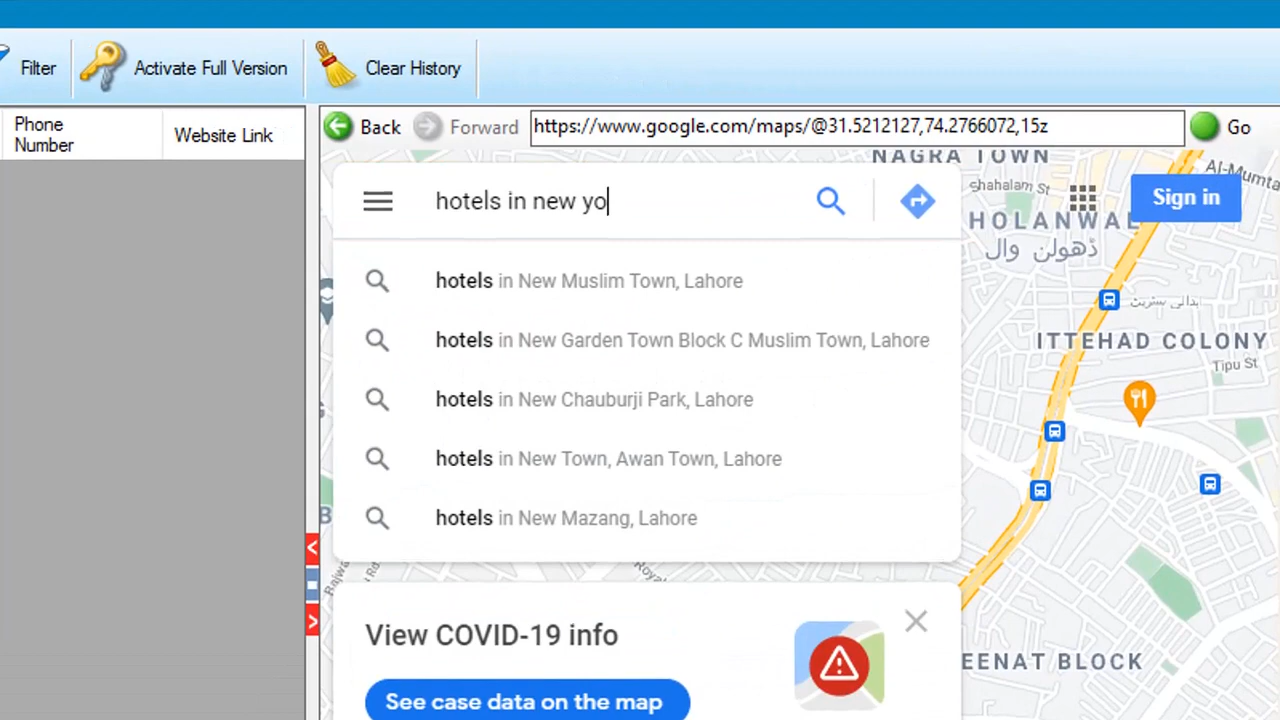 Filter
Activate Full Version
Clear History
Phone
Number
Website Link
Back
Forward
https://www.google.com/maps/@31.5212127,74.2766072,15z
Go
NAGRA TOWN
Al-Mumta
hotels in new yo
Shahalam St
Sign in
HOLANWAL
ڈھولن وال
hotels in New Muslim Town, Lahore
hotels in New Garden Town Block C Muslim Town, Lahore
ITTEHAD COLONY
Tipu St
hotels in New Chauburji Park, Lahore
hotels in New Town, Awan Town, Lahore
hotels in New Mazang, Lahore
<
>
Royal
View COVID-19 info
EENAT BLOCK
See case data on the map